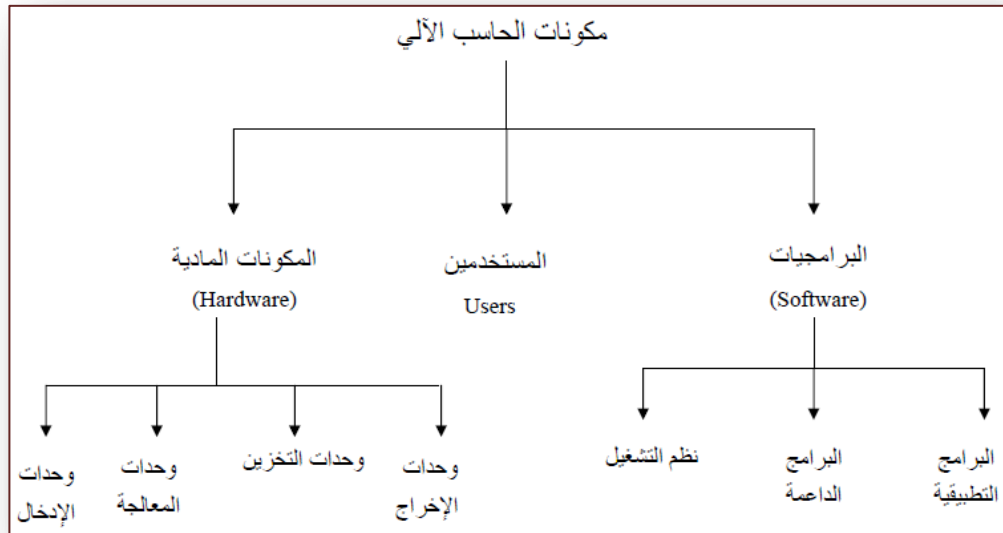 مكونات الحاسب الآلي
البرامجيات
(Software)
المستخدمين
Users
المكونات المادية
(Hardware)
البرامج
التطبيقية
البرامج
الداعمة
نظم التشغيل
وحدات
الإخراج
وحدات التخزين
وحدات
المعالجة
وحدات
الإدخال